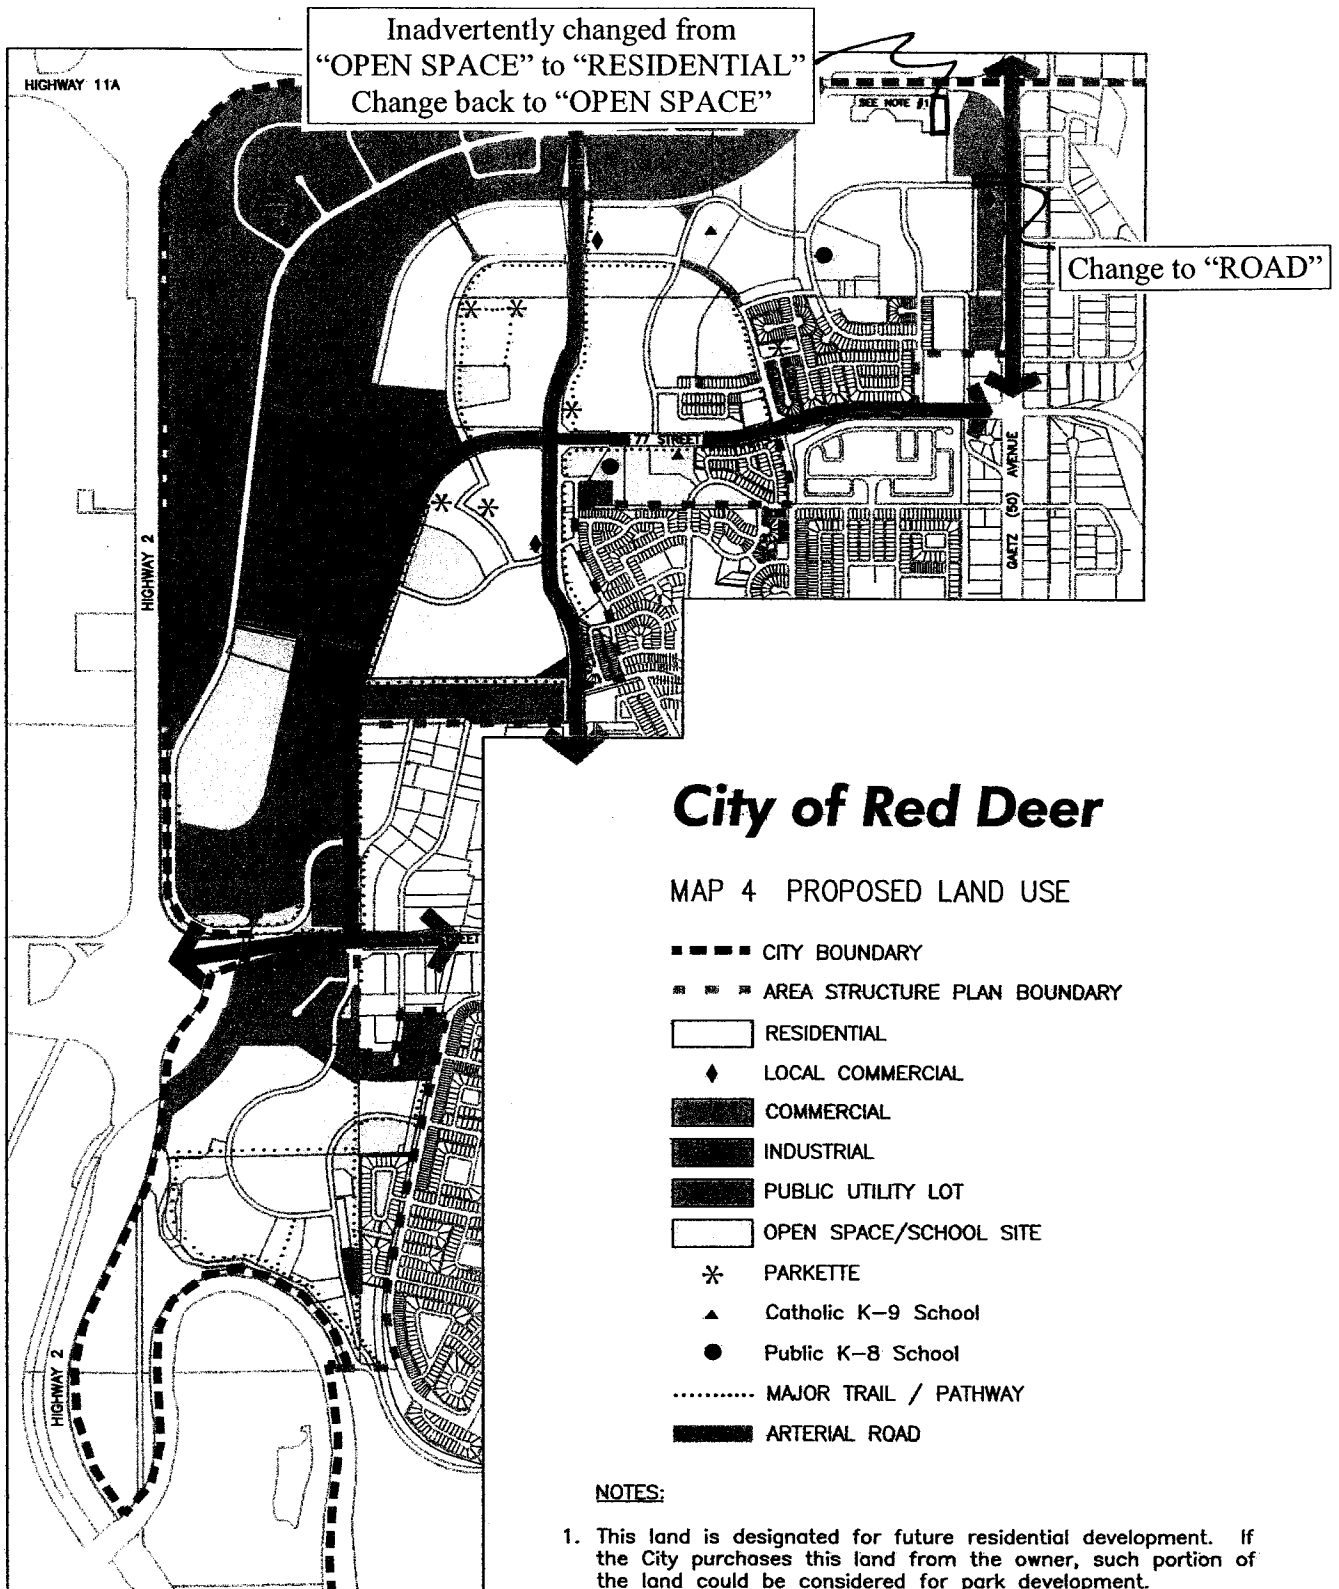 Inadvertently changed from
“OPEN SPACE” to “RESIDENTIAL”
Change back to “OPEN SPACE”
HIGHWAY 11A
SEE NOTE #1
Change to “ROAD”
77 STREET
GAETZ (50) AVENUE
HIGHWAY 2
City of Red Deer
MAP 4 PROPOSED LAND USE
CITY BOUNDARY
AREA STRUCTURE PLAN BOUNDARY
RESIDENTIAL
LOCAL COMMERCIAL
COMMERCIAL
INDUSTRIAL
PUBLIC UTILITY LOT
OPEN SPACE/SCHOOL SITE
PARKETTE
Catholic K-9 School
Public K-8 School
MAJOR TRAIL / PATHWAY
ARTERIAL ROAD
HIGHWAY 2
NOTES:
1. This land is designated for future residential development. If
the City purchases this land from the owner, such portion of
the land could be considered for park development.